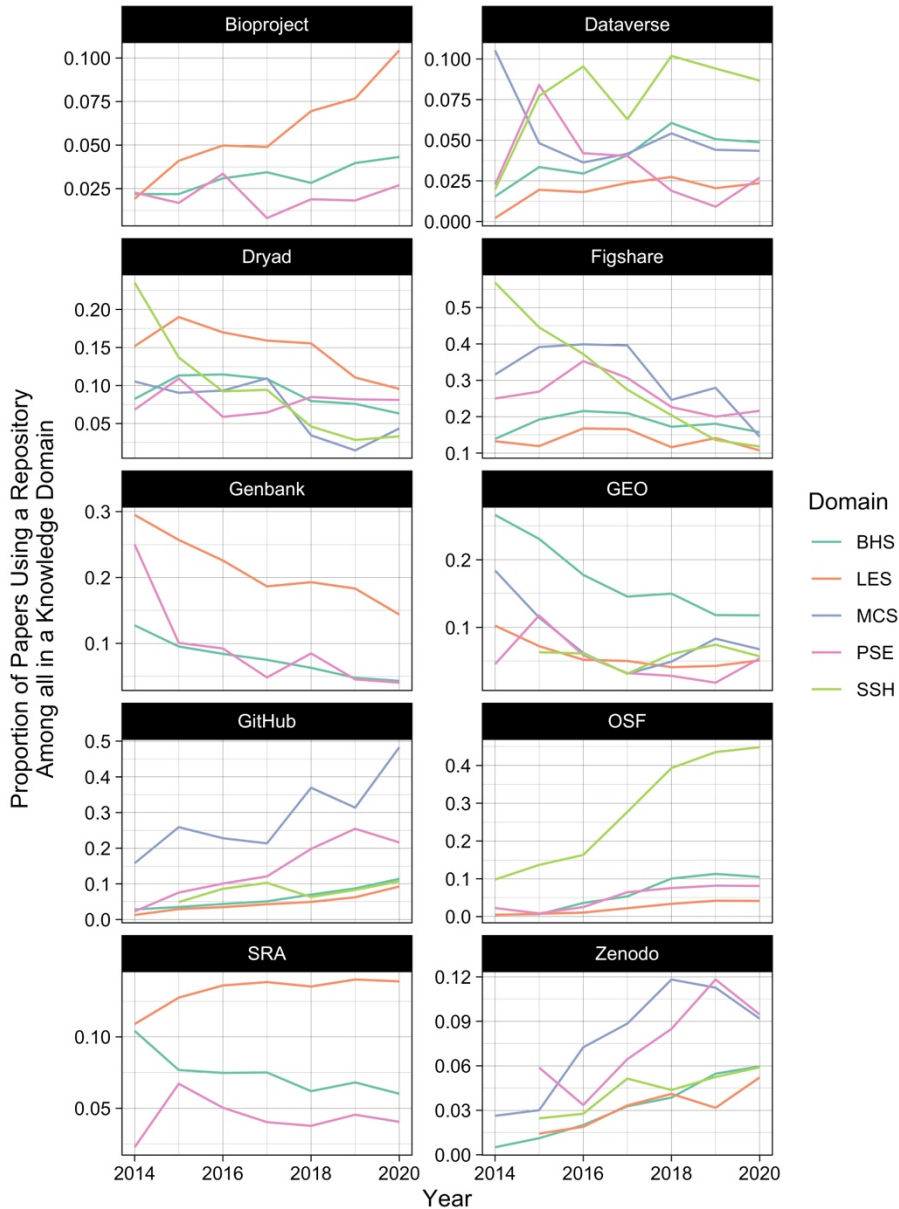 Bioproject
Dataverse
0.100
0.075
0.050
0.025
0.100
0.075
0.050
0.025
0.000
Dryad
Figshare
0.20
0.15
0.10
0.05
0.5
0.4
0.3
0.2
0.1
Genbank
GEO
0.3
0.2
0.1
0.2
0.1
GitHub
OSF
0.5
0.4
0.3
0.2
0.1
0.0
0.4
0.3
0.2
0.1
0.0
SRA
Zenodo
0.10
0.05
0.12
0.09
0.06
0.03
0.00
2014 2016 2018 2020
2014 2016 2018 2020
Year
Proportion of Papers Using a Repository
Among all in a Knowledge Domain
Domain
BHS
LES
MCS
PSE
SSH